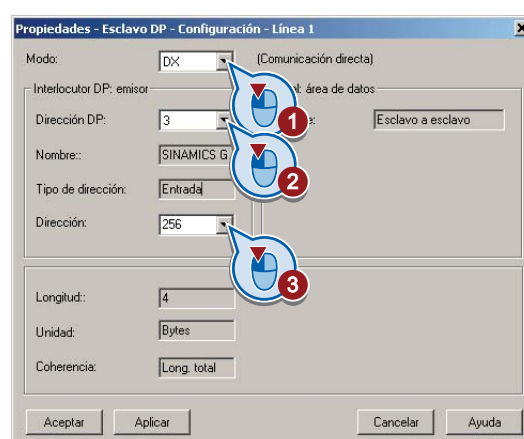 Propiedades - Esclavo DP - Configuración - Línea 1
Modo: DX (Comunicación directa)
Interlocutor DP: emisor área de datos
Dirección DP: 3 Esclavo a esclavo
1
Nombre:: SINAMICS G
2
Tipo de dirección: Entrada
Dirección: 256
3
Longitud:: 4
Unidad: Bytes
Coherencia: Long. total
Aceptar Aplicar Cancelar Ayuda